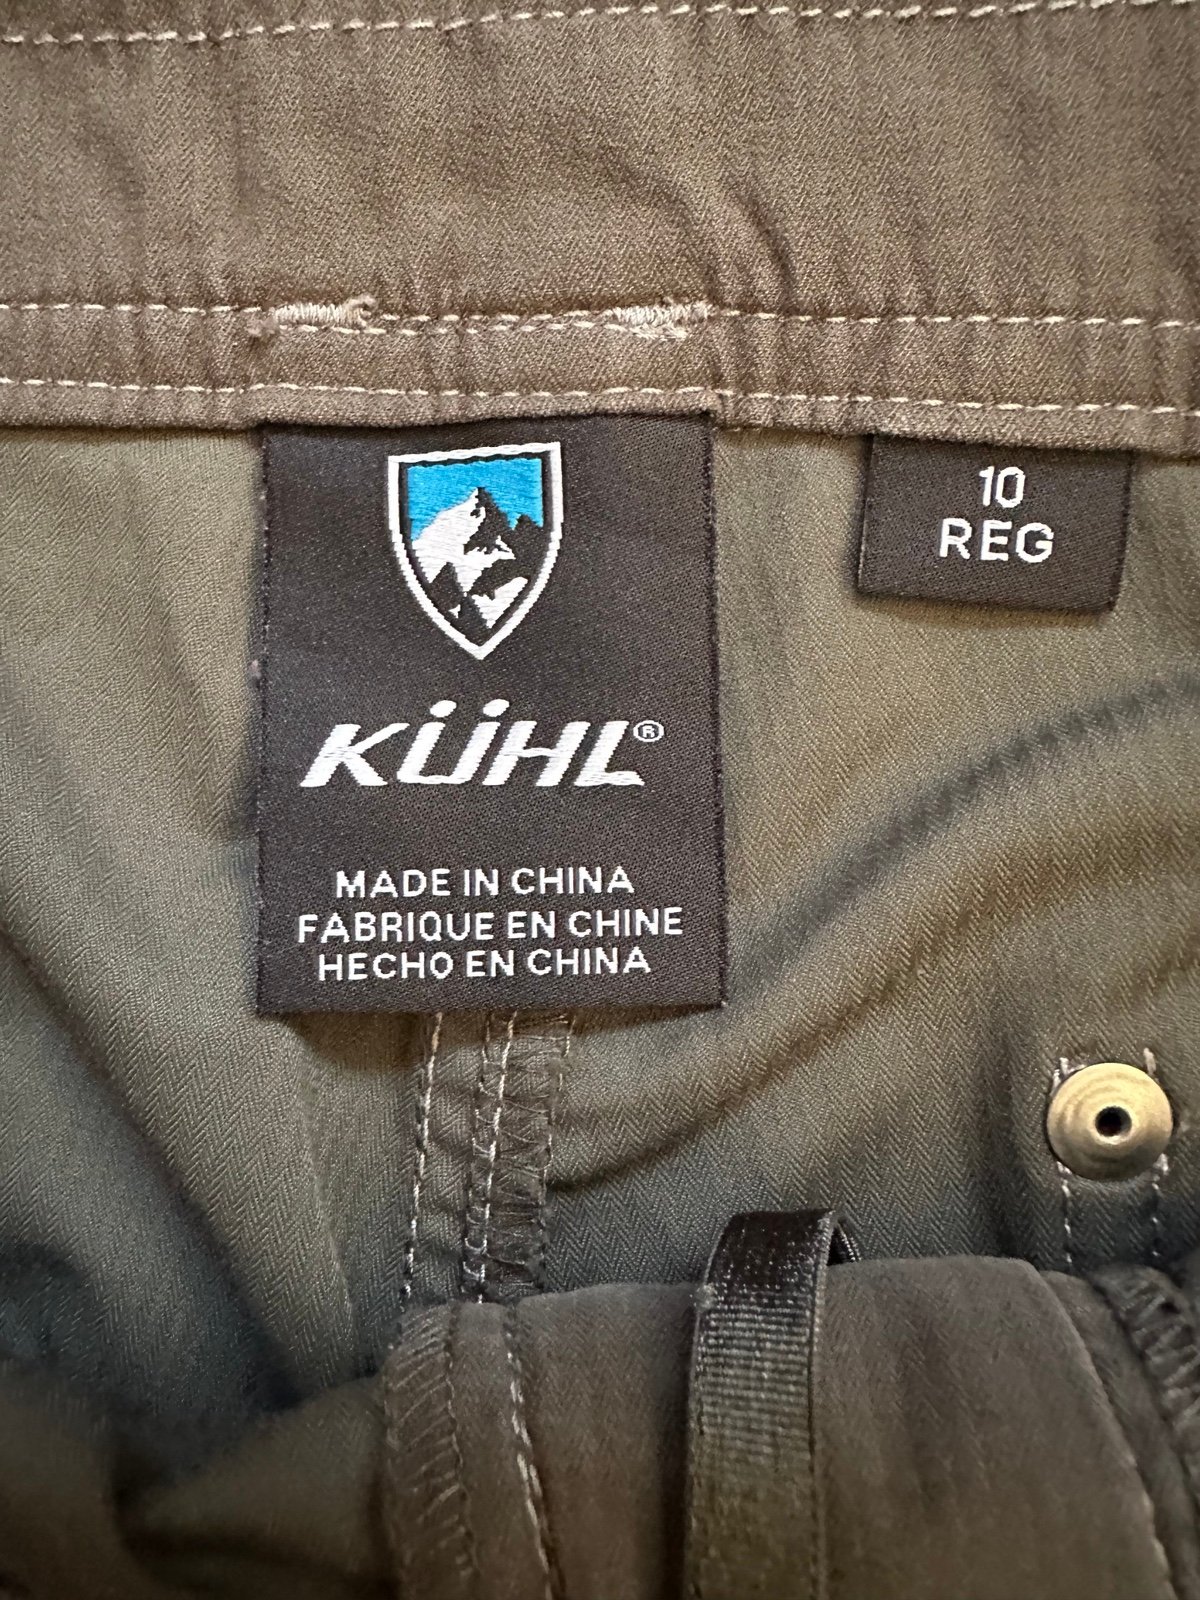 10
REG
KÜHL®
MADE IN CHINA
FABRIQUE EN CHINE
HECHO EN CHINA